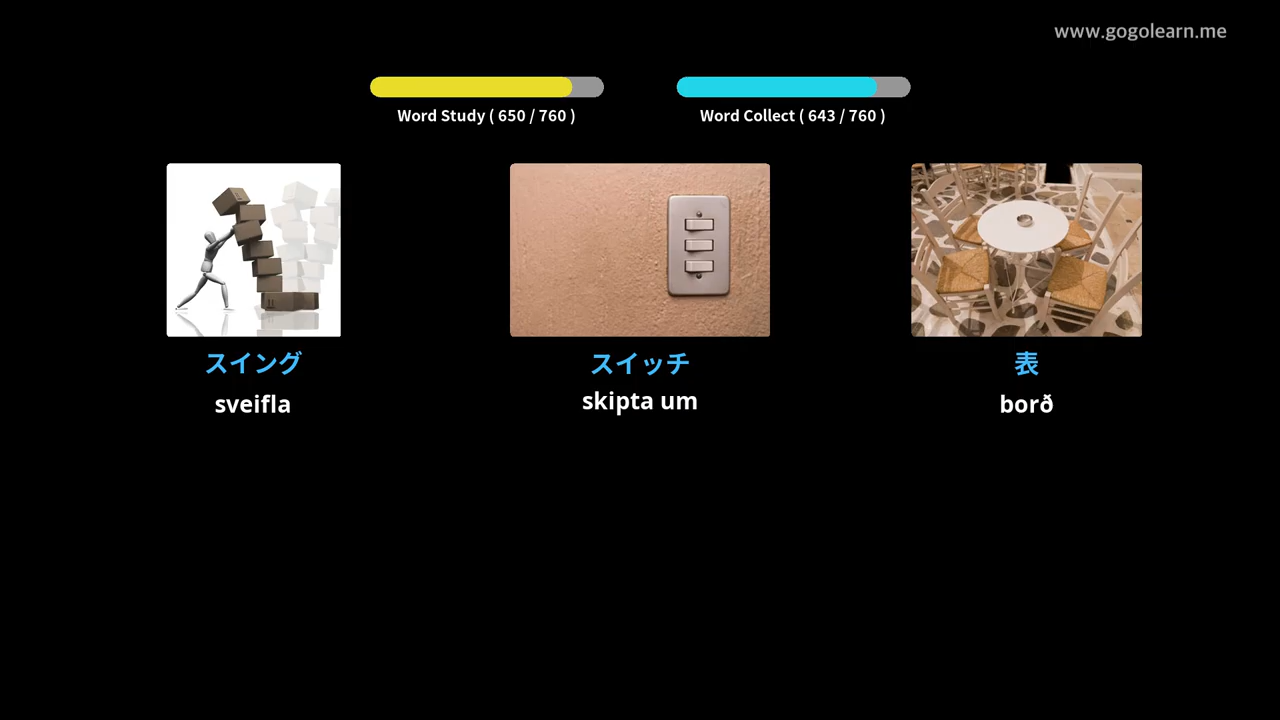 www.gogolearn.me
Word Study ( 650 / 760 )
Word Collect ( 643 / 760 )
スイング
sveifla
スイッチ
skipta um
表
borð